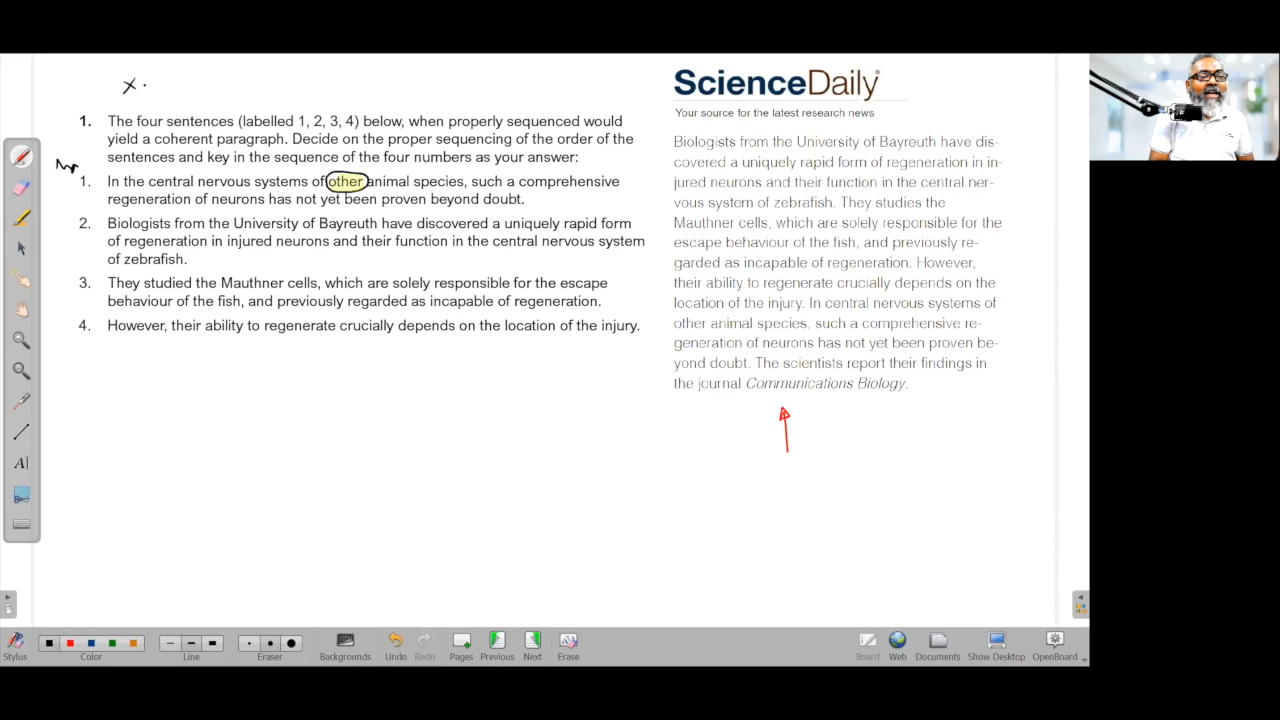 x.
1. The four sentences (labelled 1, 2, 3, 4) below, when properly sequenced would
yield a coherent paragraph. Decide on the proper sequencing of the order of the
sentences and key in the sequence of the four numbers as your answer:
1. In the central nervous systems of other animal species, such a comprehensive
regeneration of neurons has not yet been proven beyond doubt.
2. Biologists from the University of Bayreuth have discovered a uniquely rapid form
of regeneration in injured neurons and their function in the central nervous system
of zebrafish.
3. They studied the Mauthner cells, which are solely responsible for the escape
behaviour of the fish, and previously regarded as incapable of regeneration.
4. However, their ability to regenerate crucially depends on the location of the injury.
ScienceDaily
Your source for the latest research news
Biologists from the University of Bayreuth have dis-
covered a uniquely rapid form of regeneration in in-
jured neurons and their function in the central ner-
vous system of zebrafish. They studies the
Mauthner cells, which are solely responsible for the
escape behaviour of the fish, and previously re-
garded as incapable of regeneration. However,
their ability to regenerate crucially depends on the
location of the injury. In central nervous systems of
other animal species, such a comprehensive re-
generation of neurons has not yet been proven be-
yond doubt. The scientists report their findings in
the journal Communications Biology.
Stylus Color Line Eraser Backgrounds Undo Redo Pages Previous Next Erase Board Web Documents Show Desktop OpenBoard